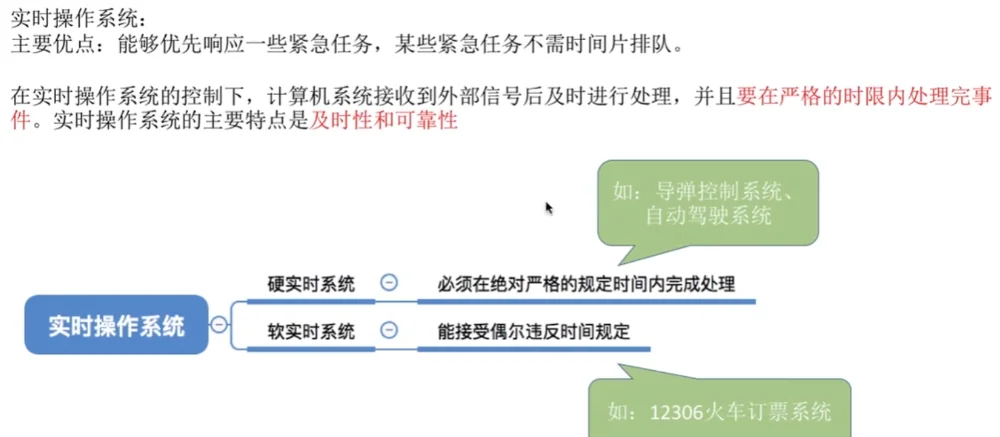 实时操作系统：
主要优点：能够优先响应一些紧急任务，某些紧急任务不需时间片排队。
在实时操作系统的控制下，计算机系统接收到外部信号后及时进行处理，并且要在严格的时限内处理完事
件。实时操作系统的主要特点是及时性和可靠性
如：导弹控制系统、
自动驾驶系统
硬实时系统
必须在绝对严格的规定时间内完成处理
实时操作系统
软实时系统
能接受偶尔违反时间规定
如：12306火车订票系统